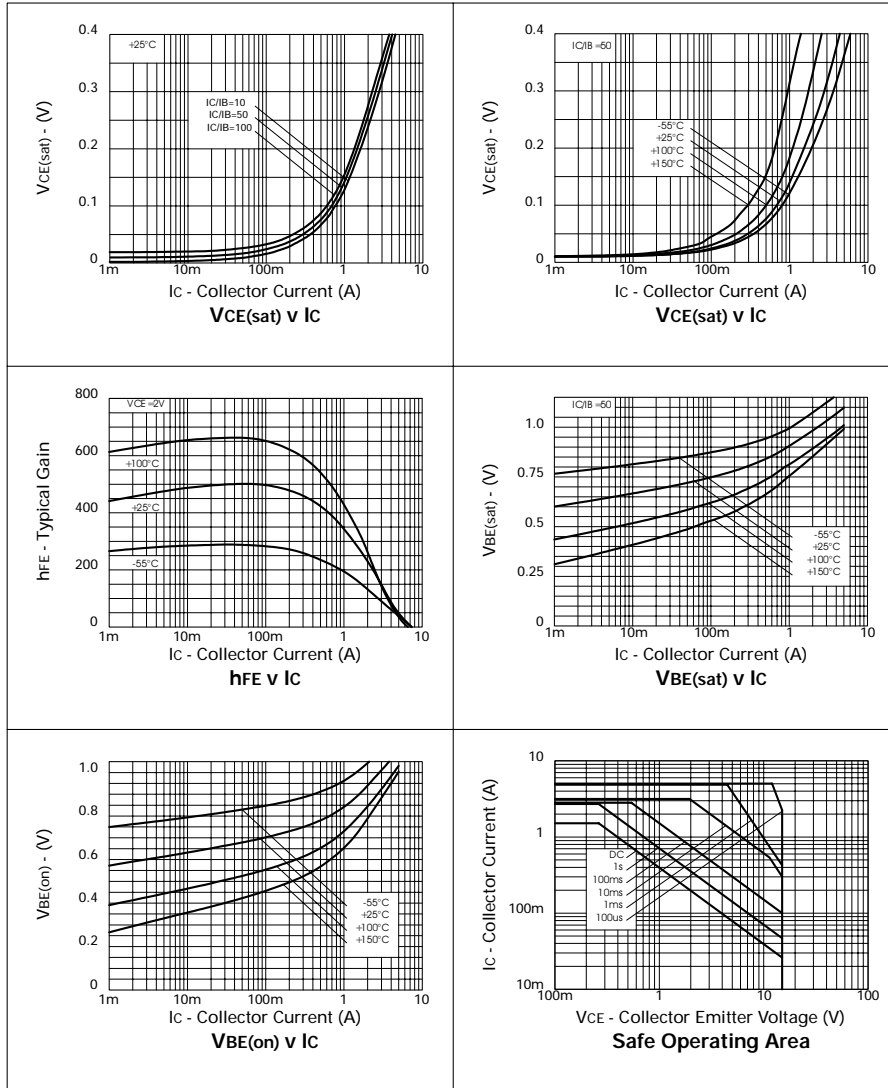 0.4
+25°C
0.3
0.2
0.1
0
IC/IB=10
IC/IB=50
IC/IB=100
VCE(sat) - (V)
1m 10m 100m 1 10
IC - Collector Current (A)
VCE(sat) v IC
0.4
IC/IB=50
0.3
0.2
0.1
0
-55°C
+25°C
+100°C
+150°C
VCE(sat) - (V)
1m 10m 100m 1 10
IC - Collector Current (A)
VCE(sat) v IC
800
VCE=2V
600
400
200
0
+100°C
+25°C
-55°C
hFE - Typical Gain
1m 10m 100m 1 10
IC - Collector Current (A)
hFE v IC
IC/IB=50
1.0
0.75
0.5
0.25
0
-55°C
+25°C
+100°C
+150°C
VBE(sat) - (V)
1m 10m 100m 1 10
IC - Collector Current (A)
VBE(sat) v IC
1.0
0.8
0.6
0.4
0.2
0
-55°C
+25°C
+100°C
+150°C
VBE(on) - (V)
1m 10m 100m 1 10
IC - Collector Current (A)
VBE(on) v IC
10
1
100m
10m
DC
1s
100ms
10ms
1ms
100us
IC - Collector Current (A)
100m 1 10 100
VCE - Collector Emitter Voltage (V)
Safe Operating Area